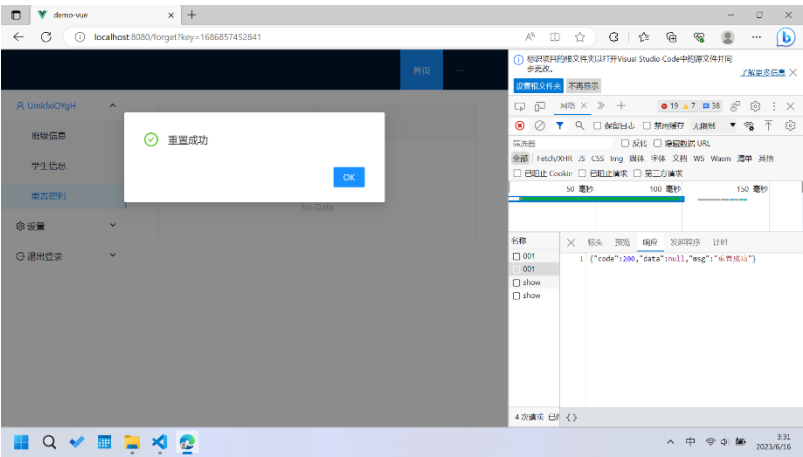 demo-vue
localhost:8080/forget?key=1686857452841
首页
UmkfxiOYgH
班级信息
学生信息
重置密码
设置
退出登录
重置成功
OK
No Data
标识项目的根文件夹以打开Visual Studio Code中的源文件并同
步更改。
了解更多信息
设置根文件夹 不再显示
网络
19 7 38
保留日志 禁用缓存 无限制
筛选器 反转 隐藏数据 URL
全部 Fetch/XHR JS CSS Img 媒体 字体 文档 WS Wasm 清单 其他
已阻止 Cookie 已阻止请求 第三方请求
50 毫秒 100 毫秒 150 毫秒
名称 标头 预览 响应 发起程序 计时
001
001
show
show
1 {"code":200,"data":null,"msg":"重置成功"}
4 次请求 {}
中
3:31
2023/6/16